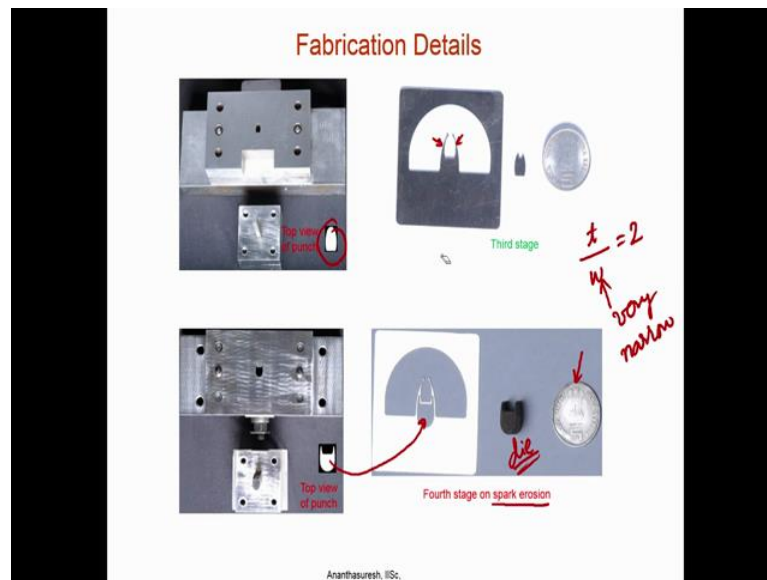 Fabrication Details
Top view
of punch
Third stage
t/w = 2
very
narrow
Top view
of punch
die
Fourth stage on spark erosion
Ananthasuresh, IISc,